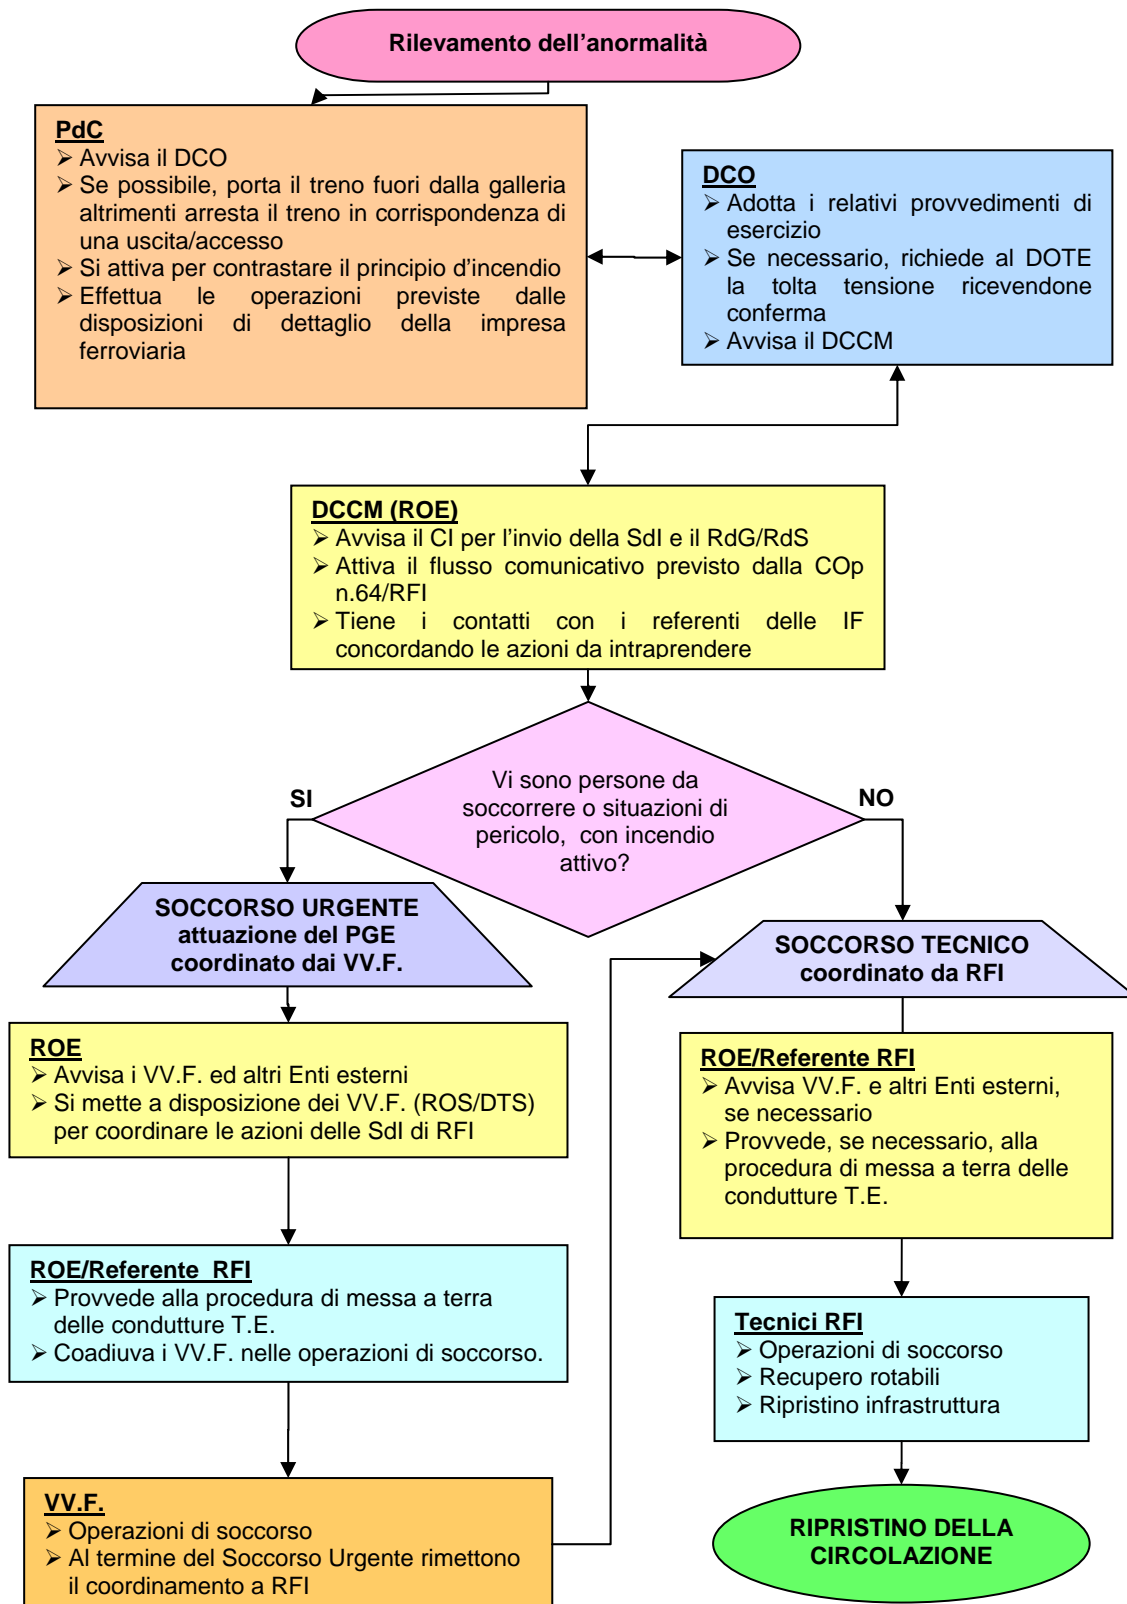 Rilevamento dell'anormalità
PdC
➢ Avvisa il DCO
➢ Se possibile, porta il treno fuori dalla galleria
altrimenti arresta il treno in corrispondenza di
una uscita/accesso
➢ Si attiva per contrastare il principio d'incendio
➢ Effettua le operazioni previste dalle
disposizioni di dettaglio della impresa
ferroviaria
DCO
➢ Adotta i relativi provvedimenti di
esercizio
➢ Se necessario, richiede al DOTE
la tolta tensione ricevendone
conferma
➢ Avvisa il DCCM
DCCM (ROE)
➢ Avvisa il CI per l'invio della SdI e il RdG/RdS
➢ Attiva il flusso comunicativo previsto dalla COp
n.64/RFI
➢ Tiene i contatti con i referenti delle IF
concordando le azioni da intraprendere
Vi sono persone da
soccorrere o situazioni di
pericolo, con incendio
attivo?
SI
NO
SOCCORSO URGENTE
attuazione del PGE
coordinato dai VV.F.
ROE
➢ Avvisa i VV.F. ed altri Enti esterni
➢ Si mette a disposizione dei VV.F. (ROS/DTS)
per coordinare le azioni delle SdI di RFI
ROE/Referente RFI
➢ Provvede alla procedura di messa a terra
delle condutture T.E.
➢ Coadiuva i VV.F. nelle operazioni di soccorso.
VV.F.
➢ Operazioni di soccorso
➢ Al termine del Soccorso Urgente rimettono
il coordinamento a RFI
SOCCORSO TECNICO
coordinato da RFI
ROE/Referente RFI
➢ Avvisa VV.F. e altri Enti esterni,
se necessario
➢ Provvede, se necessario, alla
procedura di messa a terra delle
condutture T.E.
Tecnici RFI
➢ Operazioni di soccorso
➢ Recupero rotabili
➢ Ripristino infrastruttura
RIPRISTINO DELLA
CIRCOLAZIONE